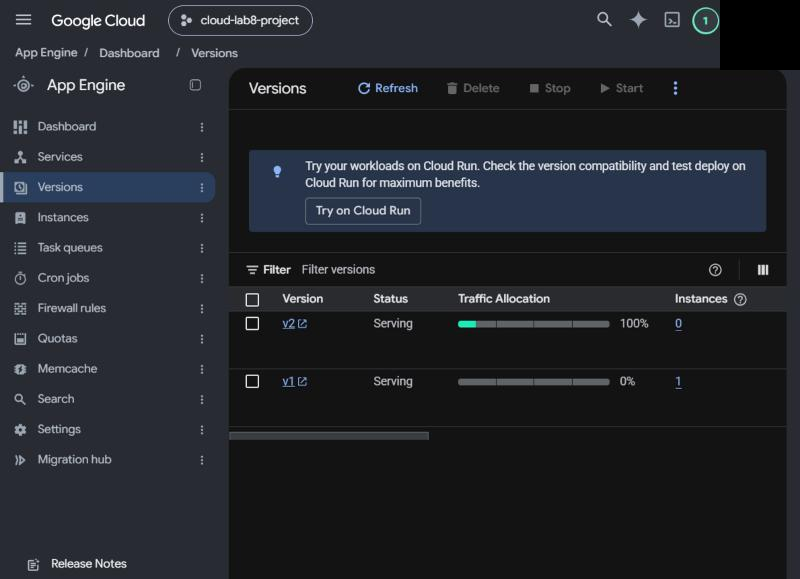 Google Cloud
cloud-lab8-project
1
App Engine / Dashboard / Versions
App Engine
Dashboard
Services
Versions
Instances
Task queues
Cron jobs
Firewall rules
Quotas
Memcache
Search
Settings
Migration hub
Release Notes
Versions Refresh Delete Stop Start
Try your workloads on Cloud Run. Check the version compatibility and test deploy on
Cloud Run for maximum benefits.
Try on Cloud Run
Filter Filter versions
Version Status Traffic Allocation Instances
v2 Serving 100% 0
v1 Serving 0% 1